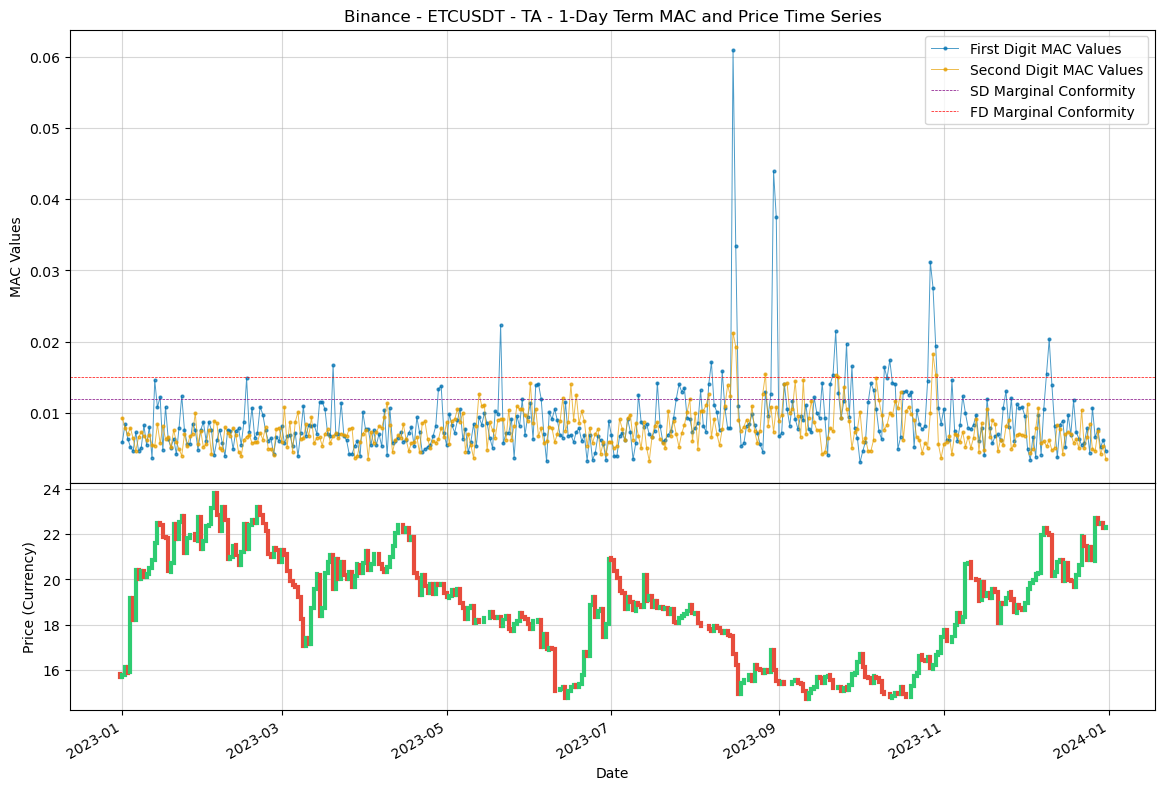 Binance - ETCUSDT - TA - 1-Day Term MAC and Price Time Series
First Digit MAC Values
Second Digit MAC Values
SD Marginal Conformity
FD Marginal Conformity
MAC Values
0.06
0.05
0.04
0.03
0.02
0.01
Price (Currency)
24
22
20
18
16
2023-01
2023-03
2023-05
2023-07
2023-09
2023-11
2024-01
Date